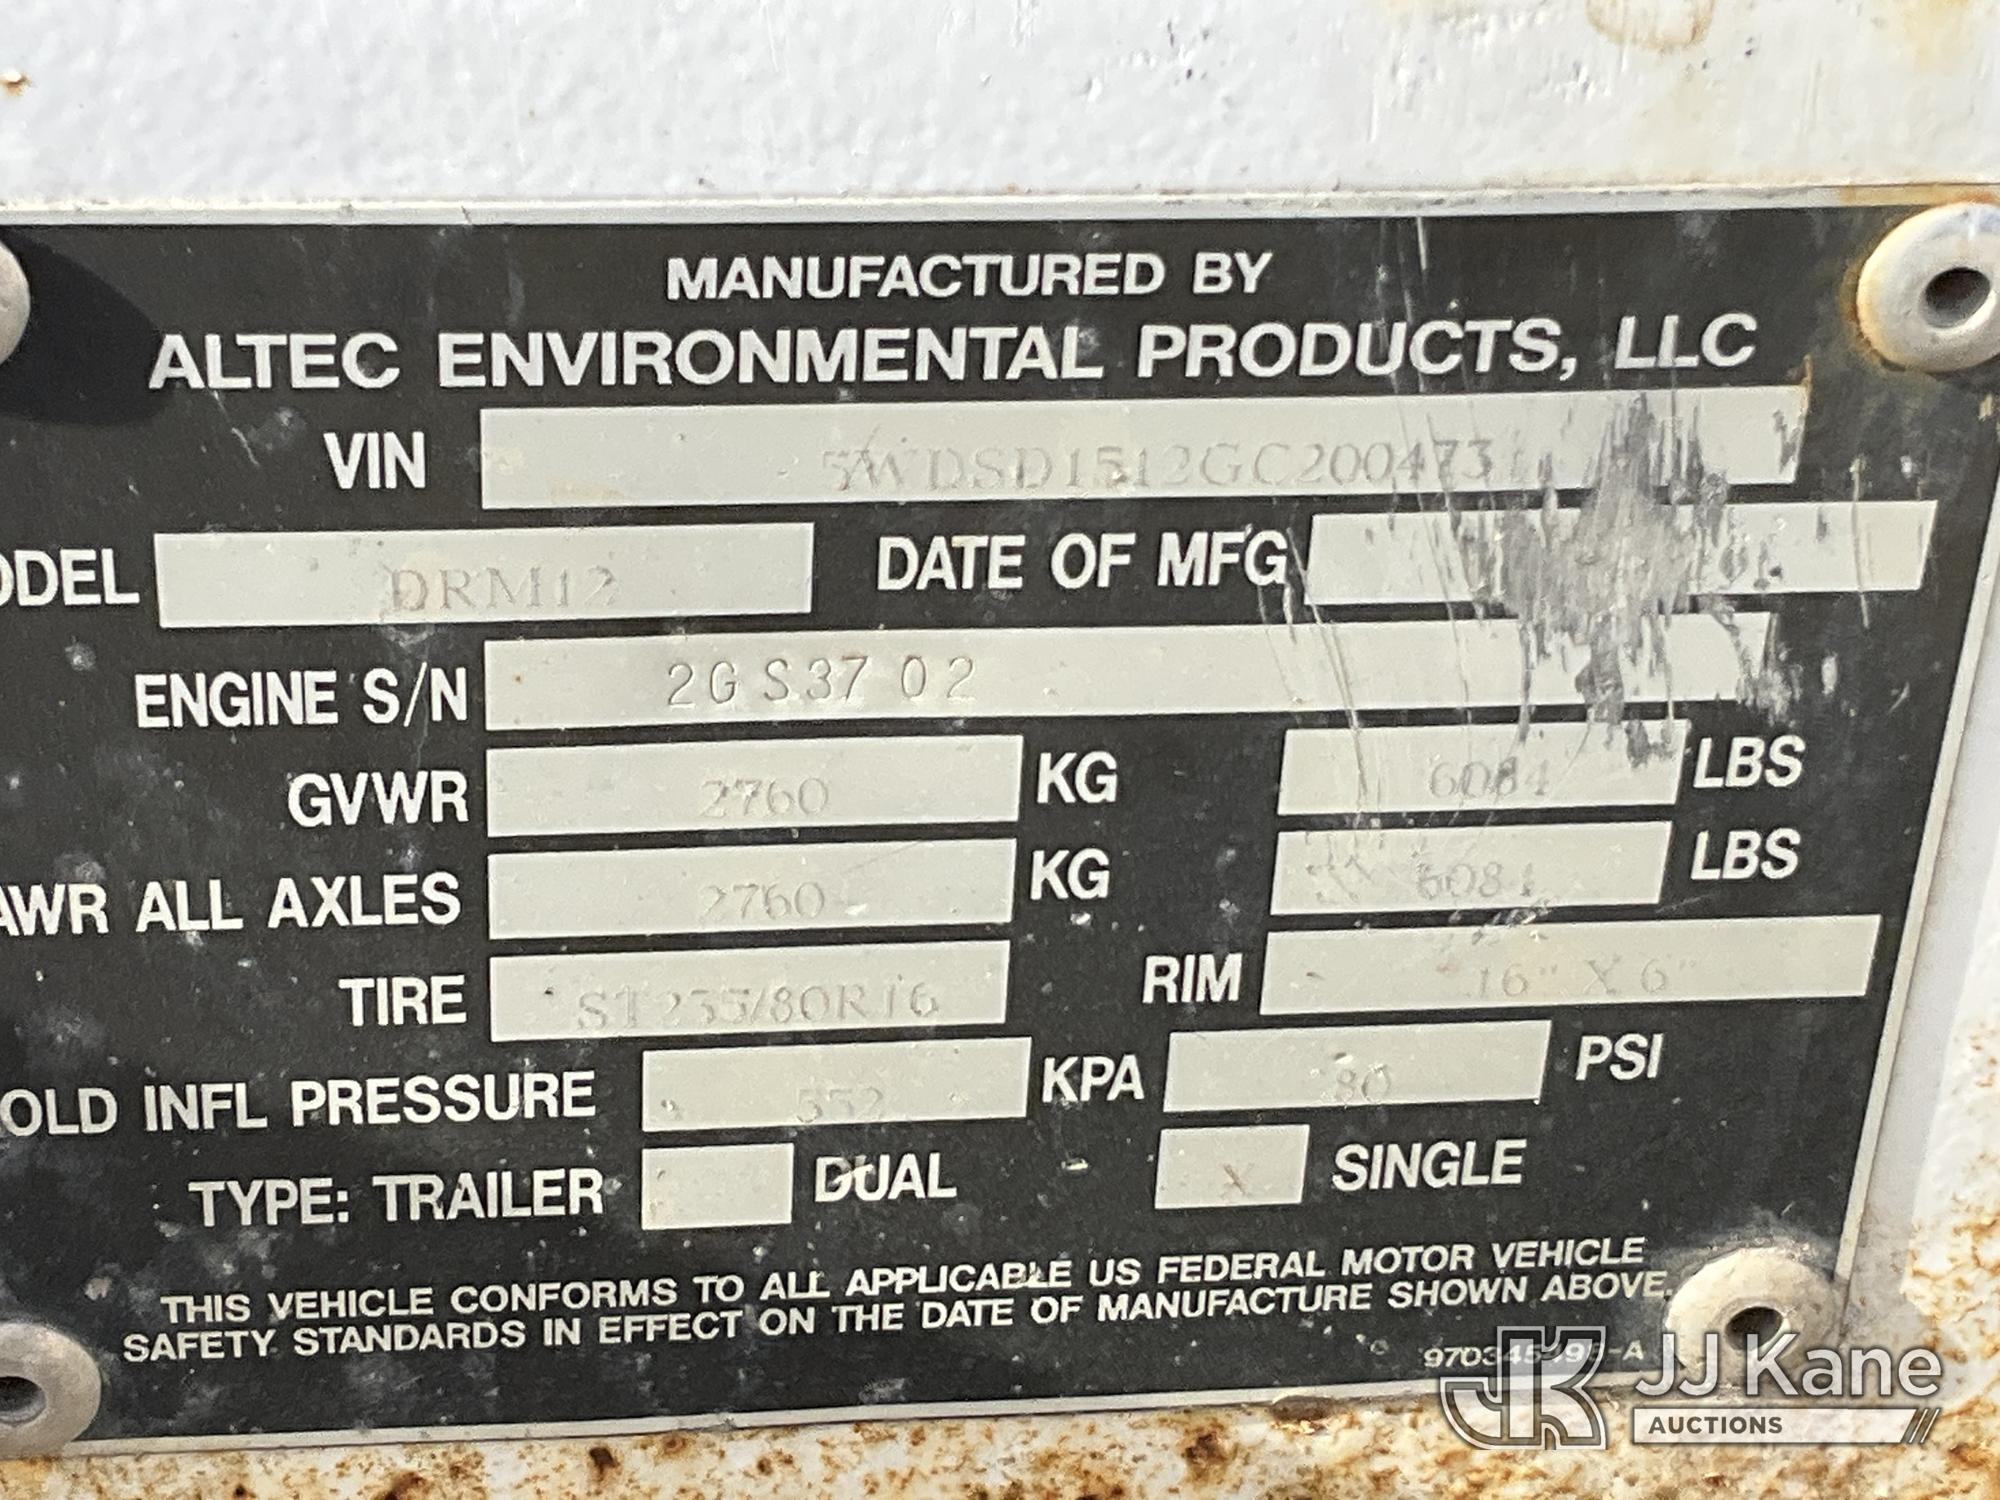 MANUFACTURED BY
ALTEC ENVIRONMENTAL PRODUCTS, LLC
VIN 5WDSD1512GC200473
ODEL DRM12 DATE OF MFG
ENGINE S/N 2GS37 02
GVWR 2760 KG 6084 LBS
AWR ALL AXLES 2760 KG 6084 LBS
TIRE ST235/80R16 RIM 16" X 6"
OLD INFL PRESSURE 552 KPA 80 PSI
TYPE: TRAILER DUAL X SINGLE
THIS VEHICLE CONFORMS TO ALL APPLICABLE US FEDERAL MOTOR VEHICLE
SAFETY STANDARDS IN EFFECT ON THE DATE OF MANUFACTURE SHOWN ABOVE.
JJ Kane
AUCTIONS